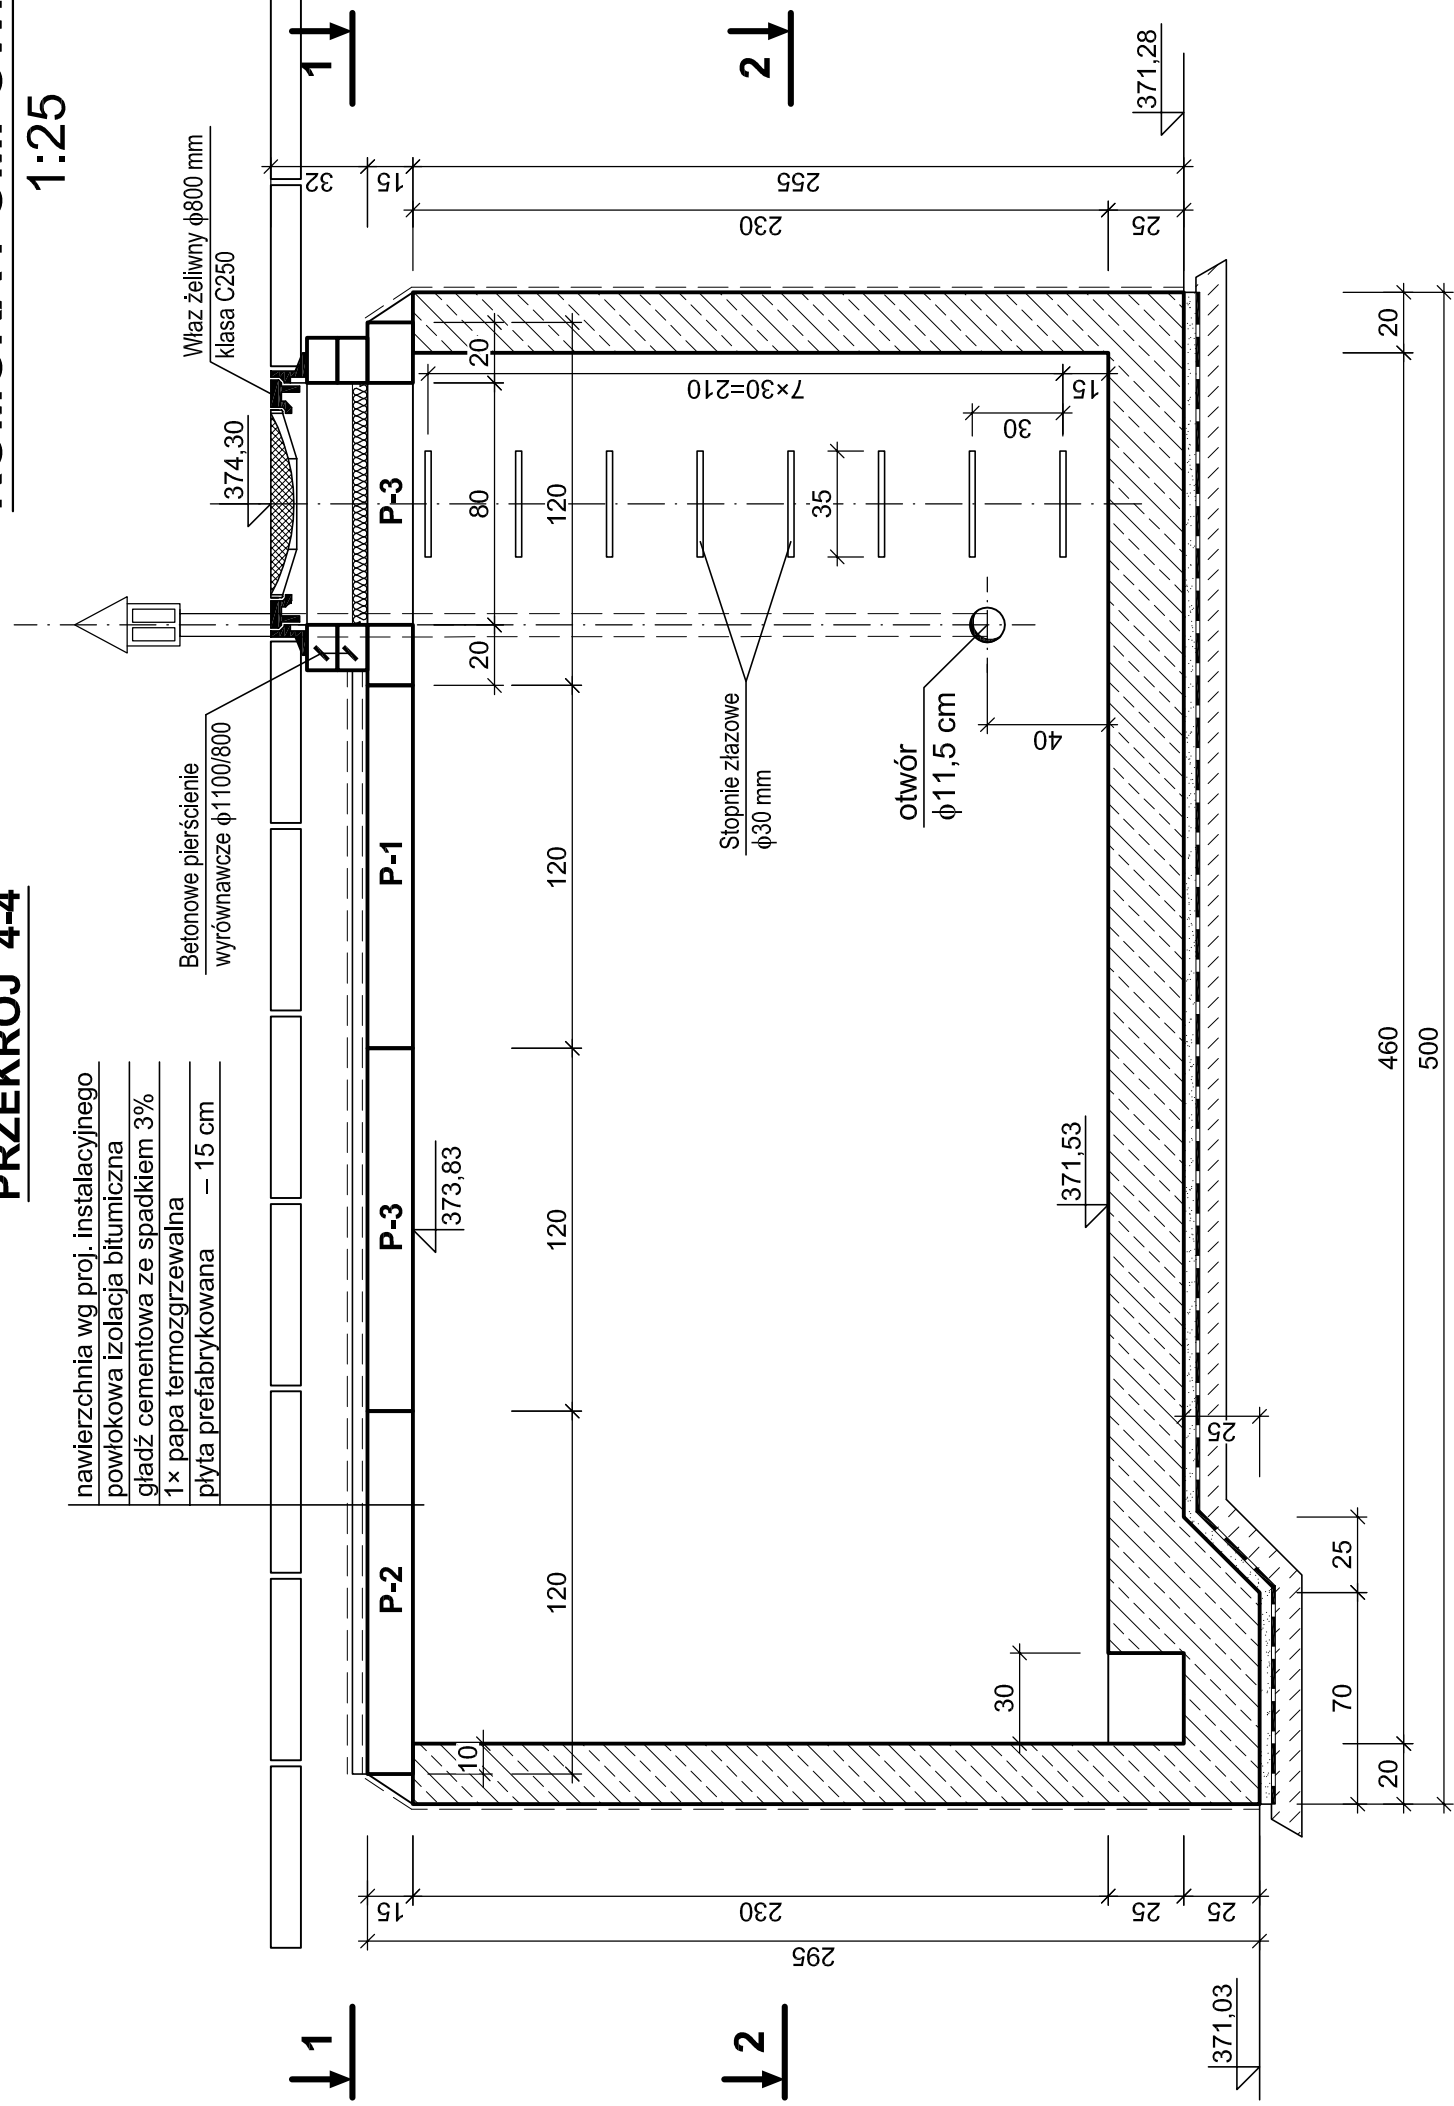 PRZEKRÓJ 4-4
1:25
nawierzchnia wg proj. instalacyjnego
powłokowa izolacja bitumiczna
gładź cementowa ze spadkiem 3%
1× papa termozgrzewalna
płyta prefabrykowana – 15 cm
Betonowe pierścienie
wyrównawcze ϕ1100/800
Właz żeliwny ϕ800 mm
klasa C250
374,30
1
1
2
2
P-2
P-3
P-1
P-3
373,83
10
20
80
20
120
120
120
120
32
15
255
230
25
7×30=210
15
30
35
Stopnie złazowe
ϕ30 mm
otwór
ϕ11,5 cm
40
30
371,53
371,28
371,03
15
230
25
25
295
25
70
25
20
460
20
500